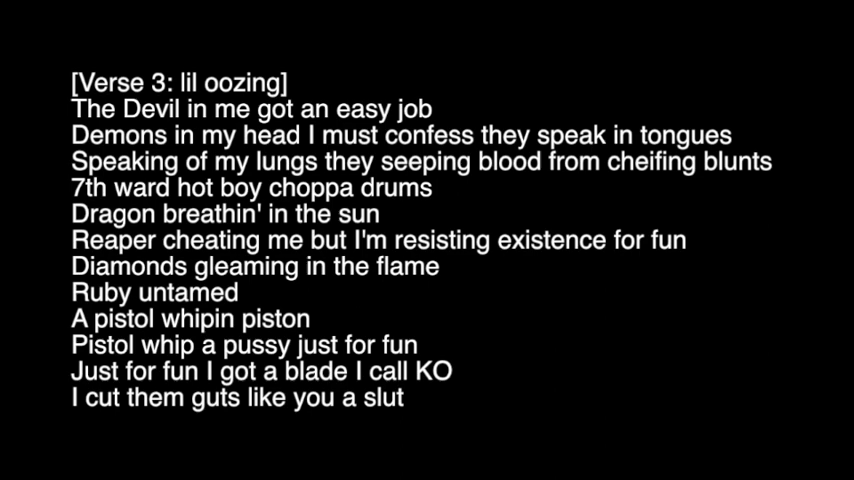 [Verse 3: lil oozing]
The Devil in me got an easy job
Demons in my head I must confess they speak in tongues
Speaking of my lungs they seeping blood from cheifing blunts
7th ward hot boy choppa drums
Dragon breathin' in the sun
Reaper cheating me but I'm resisting existence for fun
Diamonds gleaming in the flame
Ruby untamed
A pistol whipin piston
Pistol whip a pussy just for fun
Just for fun I got a blade I call KO
I cut them guts like you a slut